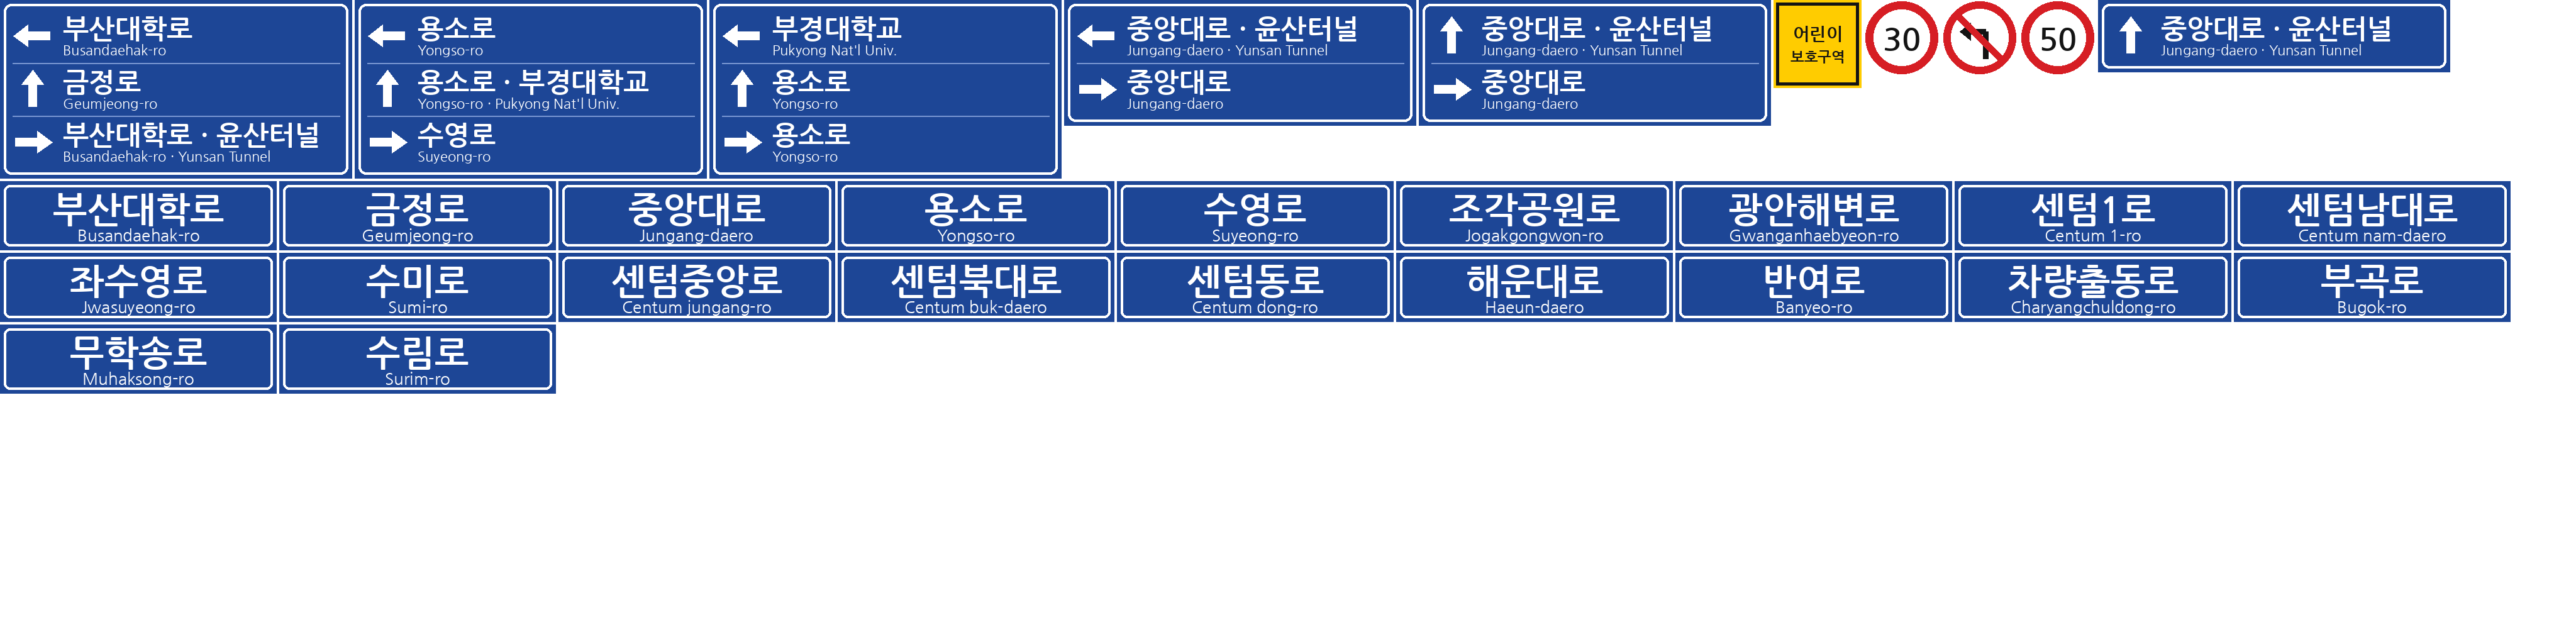 부산대학로
Busandaehak-ro
금정로
Geumjeong-ro
부산대학로 · 윤산터널
Busandaehak-ro · Yunsan Tunnel
용소로
Yongso-ro
용소로 · 부경대학교
Yongso-ro · Pukyong Nat'l Univ.
수영로
Suyeong-ro
부경대학교
Pukyong Nat'l Univ.
용소로
Yongso-ro
용소로
Yongso-ro
중앙대로 · 윤산터널
Jungang-daero · Yunsan Tunnel
중앙대로
Jungang-daero
중앙대로 · 윤산터널
Jungang-daero · Yunsan Tunnel
중앙대로
Jungang-daero
어린이
보호구역
30
50
중앙대로 · 윤산터널
Jungang-daero · Yunsan Tunnel
부산대학로
Busandaehak-ro
금정로
Geumjeong-ro
중앙대로
Jungang-daero
용소로
Yongso-ro
수영로
Suyeong-ro
조각공원로
Jogakgongwon-ro
광안해변로
Gwanganhaebyeon-ro
센텀1로
Centum 1-ro
센텀남대로
Centum nam-daero
좌수영로
Jwasuyeong-ro
수미로
Sumi-ro
센텀중앙로
Centum jungang-ro
센텀북대로
Centum buk-daero
센텀동로
Centum dong-ro
해운대로
Haeun-daero
반여로
Banyeo-ro
차량출동로
Charyangchuldong-ro
부곡로
Bugok-ro
무학송로
Muhaksong-ro
수림로
Surim-ro